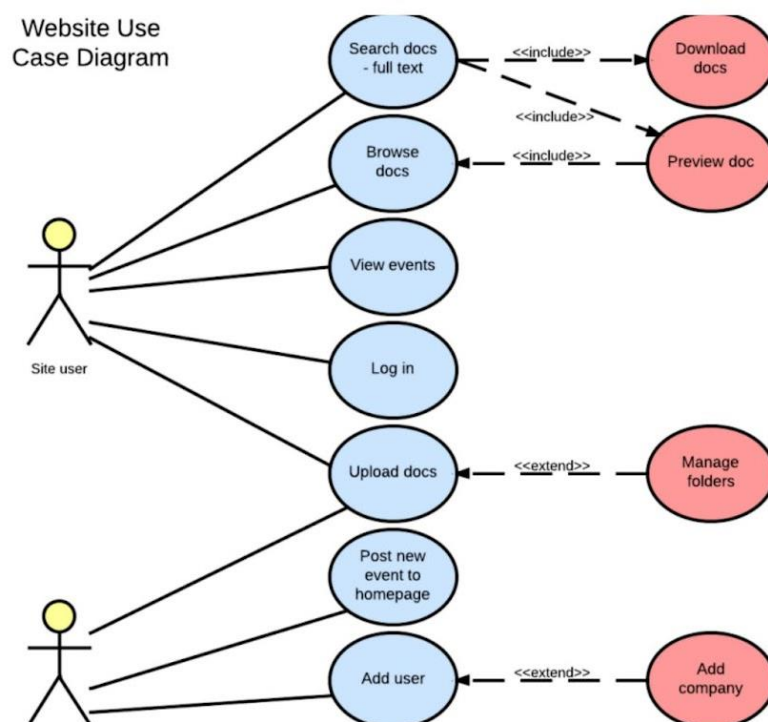 Website Use
Case Diagram
Search docs
- full text
<<include>>
Download
docs
<<include>>
Browse
docs
<<include>>
Preview doc
View events
Site user
Log in
Upload docs
<<extend>>
Manage
folders
Post new
event to
homepage
Add user
<<extend>>
Add
company